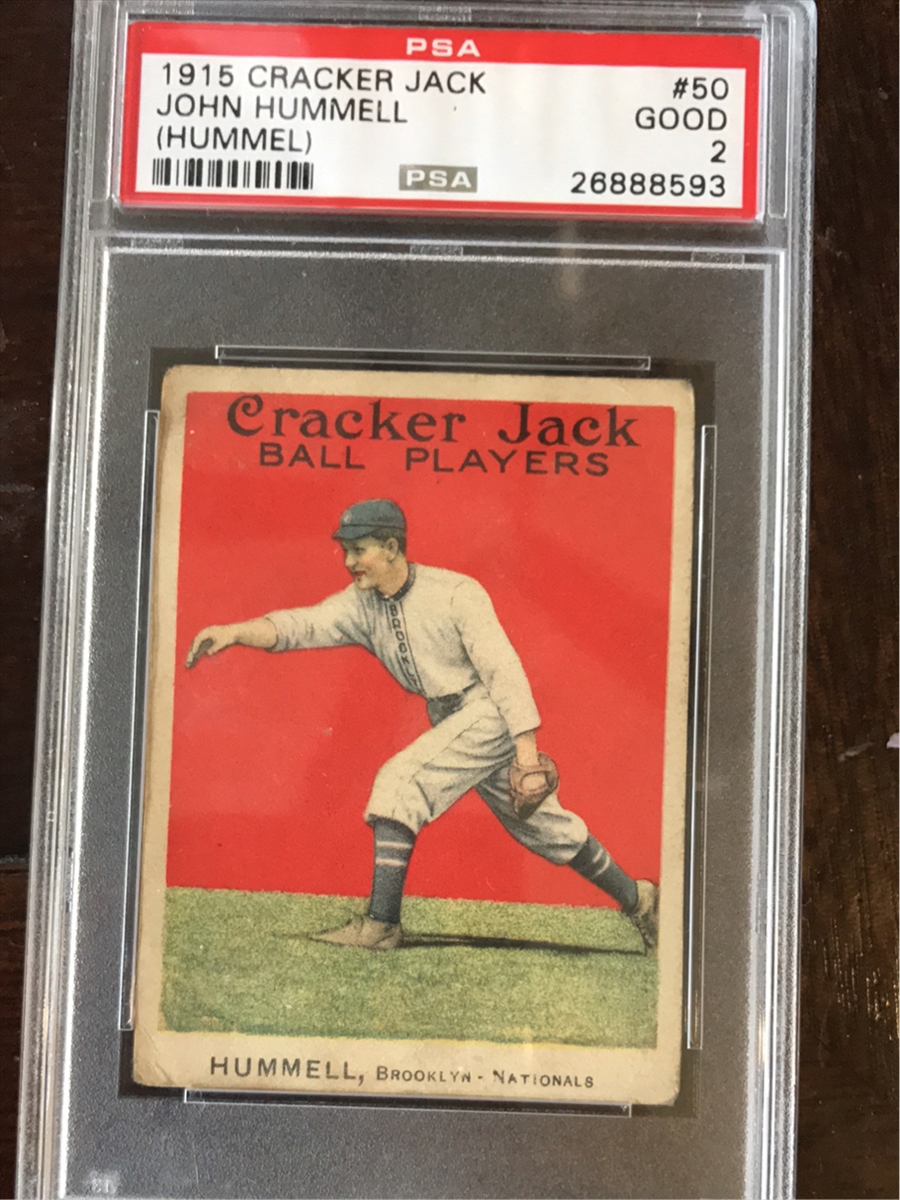 PSA
1915 CRACKER JACK #50
JOHN HUMMELL GOOD
(HUMMEL) 2
PSA 26888593
Cracker Jack
BALL PLAYERS
BROOKL
HUMMELL, BROOKLYN - NATIONALS